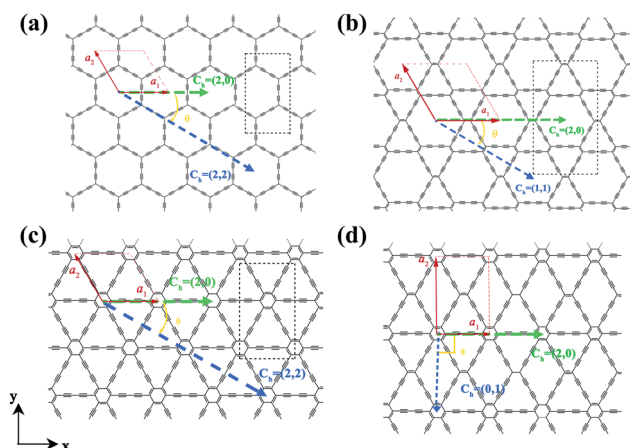 (a)
a₂
a₁
Cₕ=(2,0)
θ
Cₕ=(2,2)
(b)
a₂
a₁
Cₕ=(2,0)
θ
Cₕ=(1,1)
(c)
a₂
Cₕ=(2,0)
a₁
θ
Cₕ=(2,2)
(d)
a₂
a₁
θ
Cₕ=(2,0)
Cₕ=(0,1)
y
x